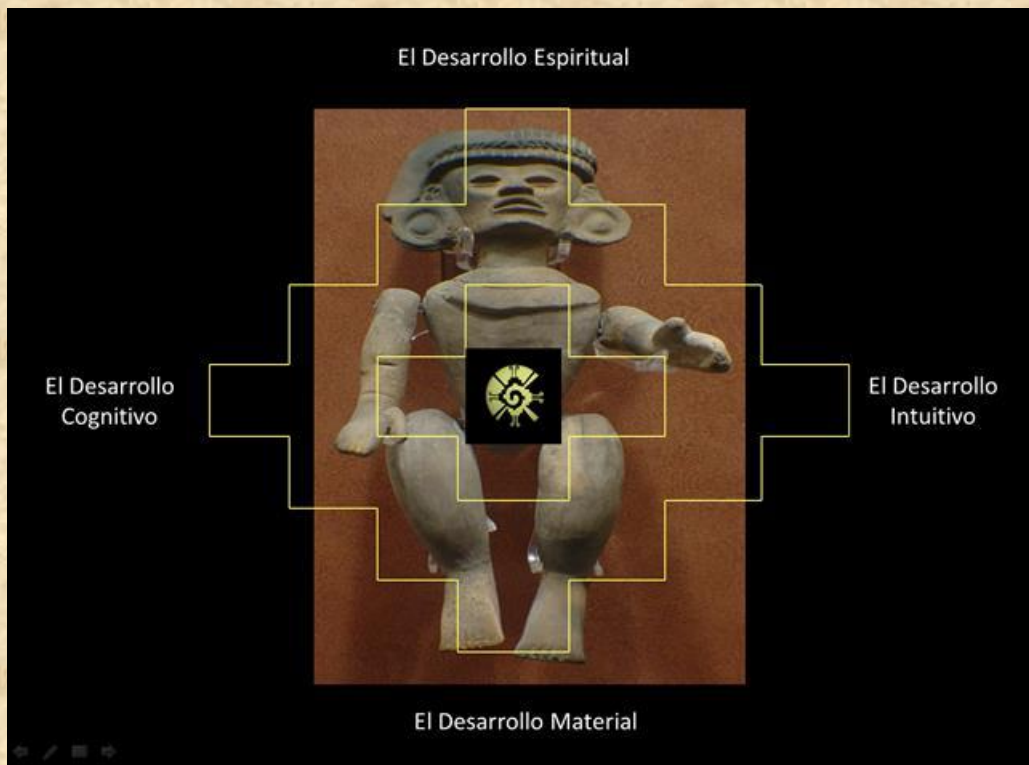 El Desarrollo Espiritual
El Desarrollo
Cognitivo
El Desarrollo
Intuitivo
El Desarrollo Material